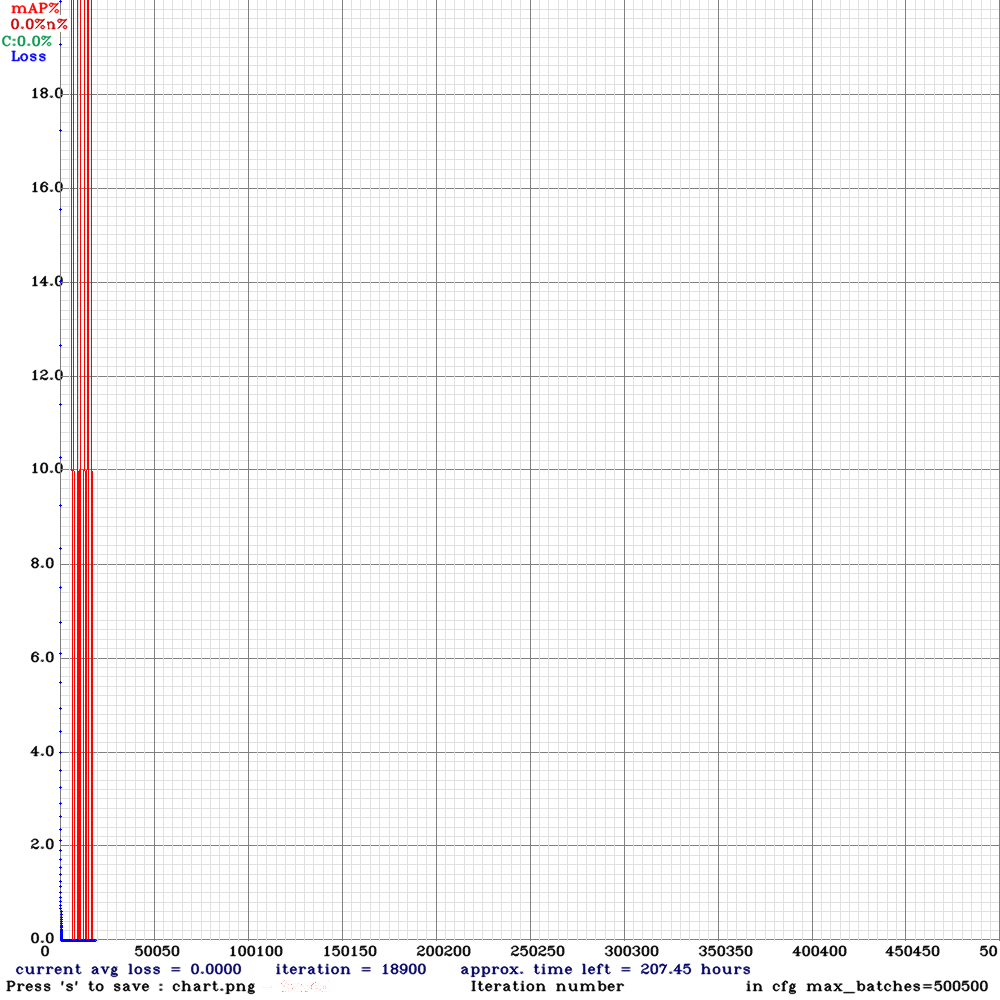 mAP%
0.0%n%
C:0.0%
Loss
18.0
16.0
14.0
12.0
10.0
8.0
6.0
4.0
2.0
0.0
0 50050 100100 150150 200200 250250 300300 350350 400400 450450 50
current avg loss = 0.0000 iteration = 18900 approx. time left = 207.45 hours
Press 's' to save : chart.png Iteration number in cfg max_batches=500500